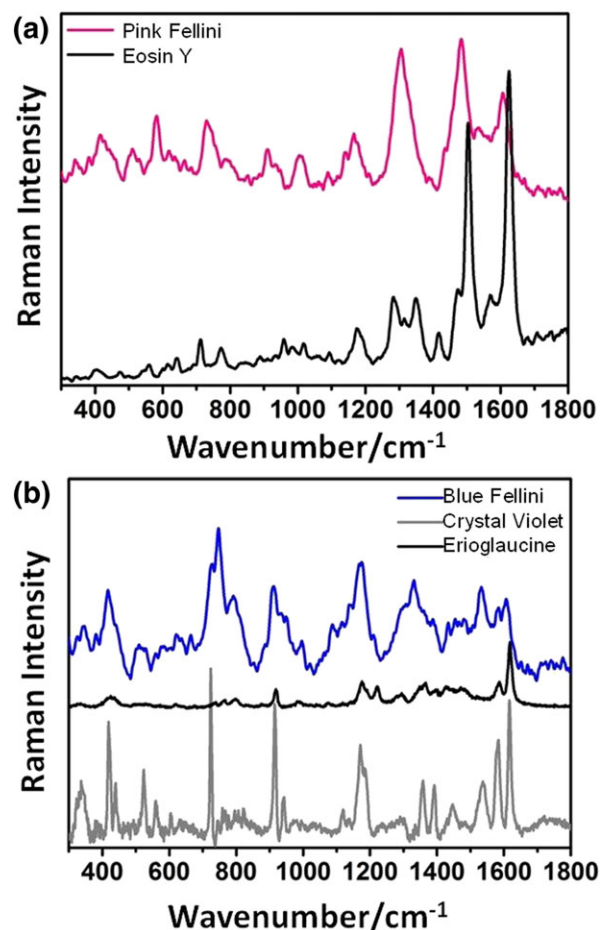 (a)
Pink Fellini
Eosin Y
Raman Intensity
400 600 800 1000 1200 1400 1600 1800
Wavenumber/cm-1
(b)
Blue Fellini
Crystal Violet
Erioglaucine
Raman Intensity
400 600 800 1000 1200 1400 1600 1800
Wavenumber/cm-1